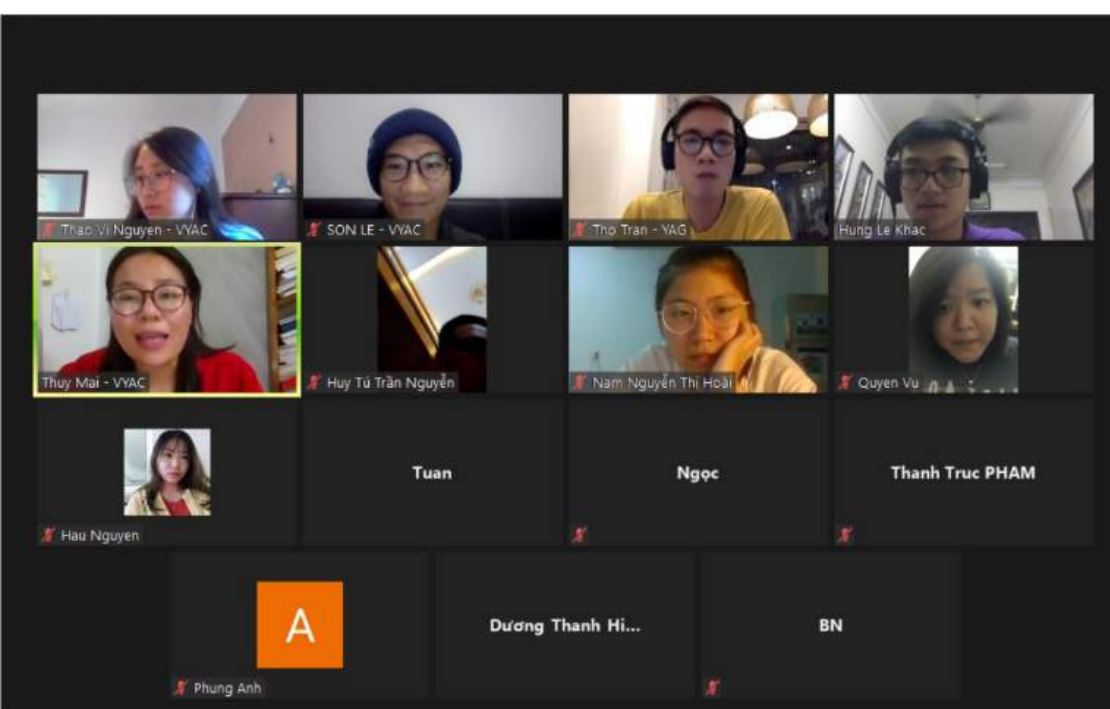 Thao Vi Nguyen - VYAC
SON LE - VYAC
Tho Tran - YAG
Hung Le Khac
Thuy Mai - VYAC
Huy Tú Trần Nguyễn
Nam Nguyễn Thị Hoài
Quyen Vu
Hau Nguyen
Tuan
Ngọc
Thanh Truc PHAM
A
Phung Anh
Dương Thanh Hi...
BN